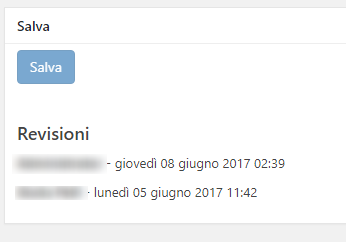 Salva
Salva
Revisioni
- giovedì 08 giugno 2017 02:39
- lunedì 05 giugno 2017 11:42